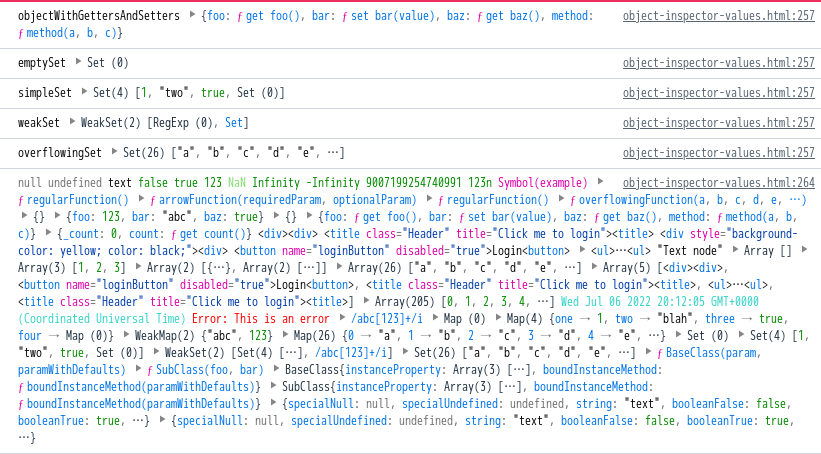 objectWithGettersAndSetters ▶ {foo: ƒ get foo(), bar: ƒ set bar(value), baz: ƒ get baz(), method: object-inspector-values.html:257
ƒ method(a, b, c)}
emptySet ▶ Set (0) object-inspector-values.html:257
simpleSet ▶ Set(4) [1, "two", true, Set (0)] object-inspector-values.html:257
weakSet ▶ WeakSet(2) [RegExp (0), Set] object-inspector-values.html:257
overflowingSet ▶ Set(26) ["a", "b", "c", "d", "e", …] object-inspector-values.html:257
null undefined text false true 123 NaN Infinity -Infinity 9007199254740991 123n Symbol(example) ▶ object-inspector-values.html:264
ƒ regularFunction() ▶ ƒ arrowFunction(requiredParam, optionalParam) ▶ ƒ regularFunction() ▶ ƒ overflowingFunction(a, b, c, d, e, …)
▶ {} ▶ {foo: 123, bar: "abc", baz: true} ▶ {} ▶ {foo: ƒ get foo(), bar: ƒ set bar(value), baz: ƒ get baz(), method: ƒ method(a, b,
c)} ▶ {_count: 0, count: ƒ get count()} <div><div> <title class="Header" title="Click me to login"><title> <div style="background-
color: yellow; color: black;"><div> <button name="loginButton" disabled="true">Login<button> ▶ <ul>…<ul> "Text node" ▶ Array [] ▶
Array(3) [1, 2, 3] ▶ Array(2) [{…}, Array(2) […]] ▶ Array(26) ["a", "b", "c", "d", "e", …] ▶ Array(5) [<div><div>,
<button name="loginButton" disabled="true">Login<button>, <title class="Header" title="Click me to login"><title>, <ul>…<ul>,
<title class="Header" title="Click me to login"><title>] ▶ Array(205) [0, 1, 2, 3, 4, …] Wed Jul 06 2022 20:12:05 GMT+0000
(Coordinated Universal Time) Error: This is an error ▶ /abc[123]+/i ▶ Map (0) ▶ Map(4) {one → 1, two → "blah", three → true,
four → Map (0)} ▶ WeakMap(2) {"abc", 123} ▶ Map(26) {0 → "a", 1 → "b", 2 → "c", 3 → "d", 4 → "e", …} ▶ Set (0) ▶ Set(4) [1,
"two", true, Set (0)] ▶ WeakSet(2) [Set(4) […], /abc[123]+/i] ▶ Set(26) ["a", "b", "c", "d", "e", …] ▶ ƒ BaseClass(param,
paramWithDefaults) ▶ ƒ SubClass(foo, bar) ▶ BaseClass{instanceProperty: Array(3) […], boundInstanceMethod:
ƒ boundInstanceMethod(paramWithDefaults)} ▶ SubClass{instanceProperty: Array(3) […], boundInstanceMethod:
ƒ boundInstanceMethod(paramWithDefaults)} ▶ {specialNull: null, specialUndefined: undefined, string: "text", booleanFalse: false,
booleanTrue: true, …} ▶ {specialNull: null, specialUndefined: undefined, string: "text", booleanFalse: false, booleanTrue: true,
…}